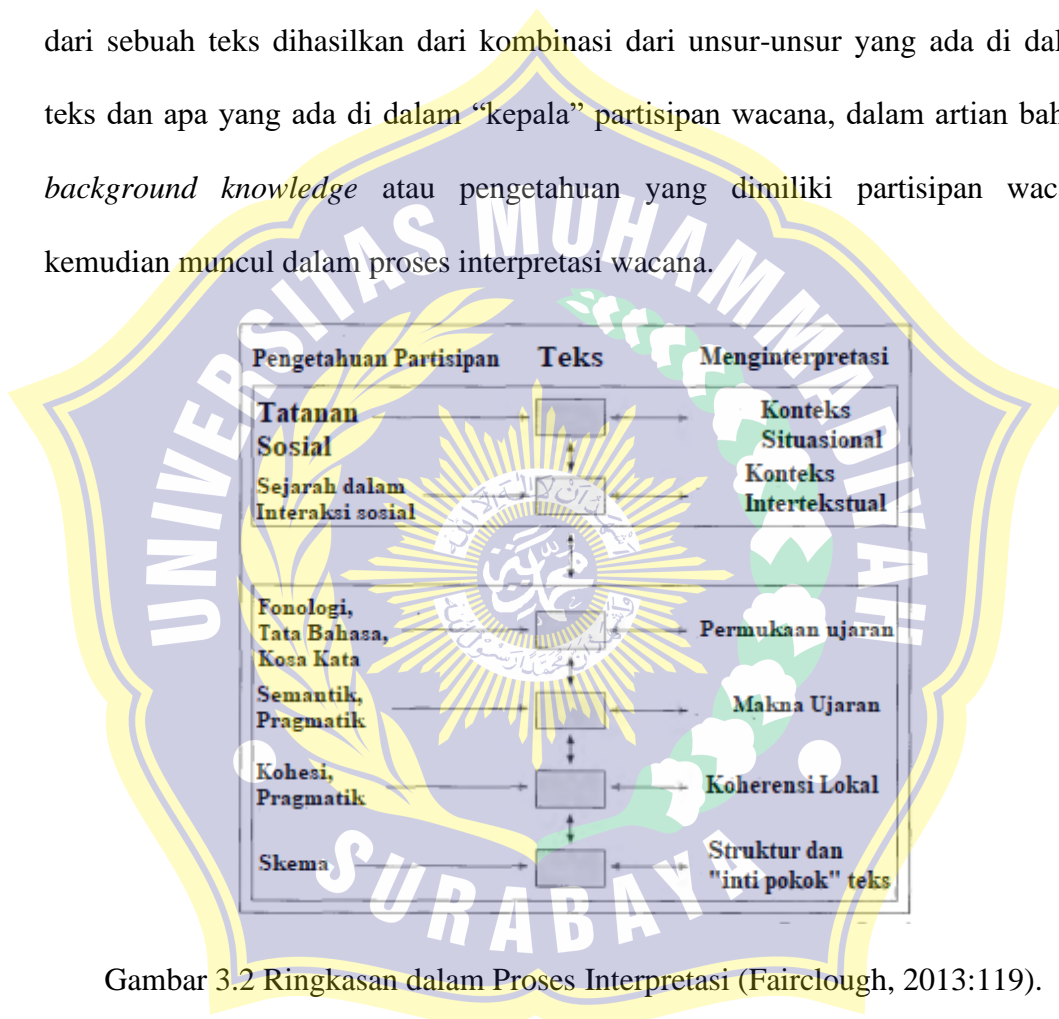 dari sebuah teks dihasilkan dari kombinasi dari unsur-unsur yang ada di dal
teks dan apa yang ada di dalam “kepala” partisipan wacana, dalam artian bah
background knowledge atau pengetahuan yang dimiliki partisipan wac
kemudian muncul dalam proses interpretasi wacana.
UNIVERSITAS MUHAMMADIYAH
SURABAYA
Pengetahuan Partisipan Teks Menginterpretasi
Tatanan
Sosial
Konteks
Situasional
Sejarah dalam
Interaksi sosial
Konteks
Intertekstual
Fonologi,
Tata Bahasa,
Kosa Kata
Permukaan ujaran
Semantik,
Pragmatik
Makna Ujaran
Kohesi,
Pragmatik
Koherensi Lokal
Skema
Struktur dan
"inti pokok" teks
Gambar 3.2 Ringkasan dalam Proses Interpretasi (Fairclough, 2013:119).